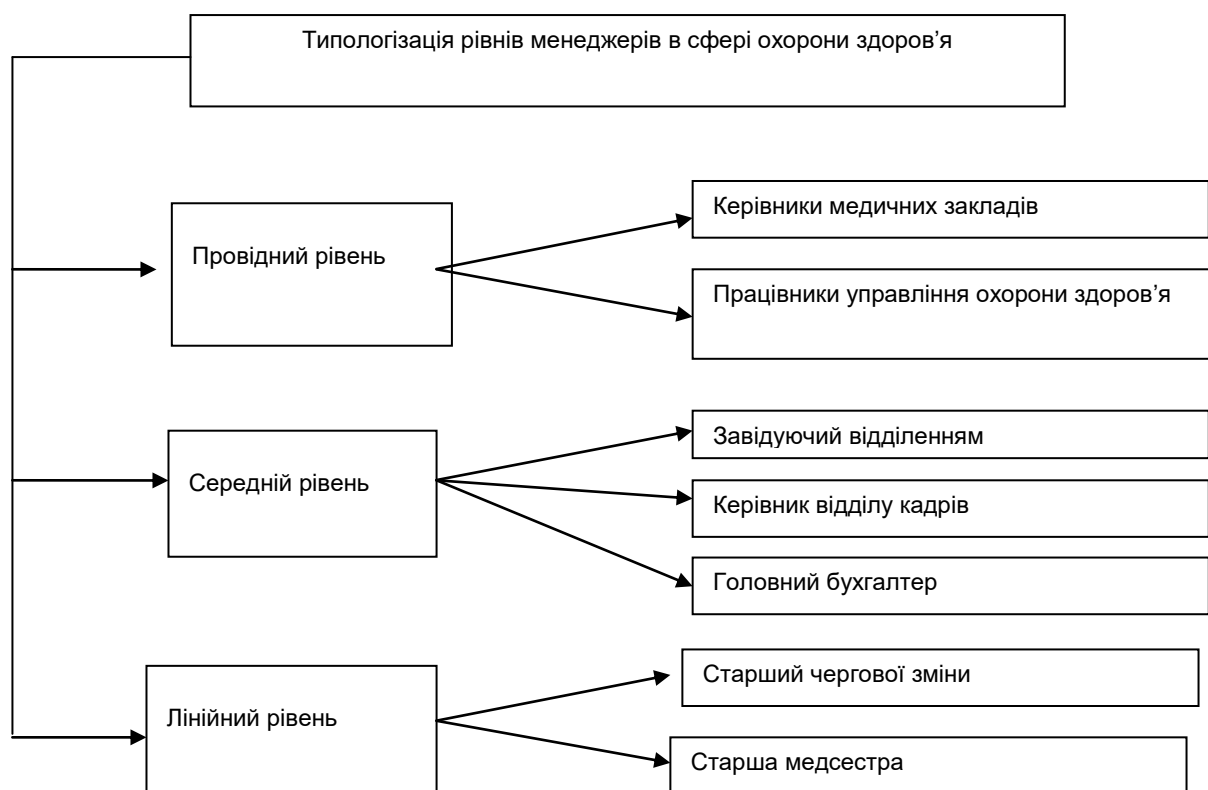 Типологізація рівнів менеджерів в сфері охорони здоров’я
Провідний рівень
Керівники медичних закладів
Працівники управління охорони здоров’я
Середній рівень
Завідуючий відділенням
Керівник відділу кадрів
Головний бухгалтер
Лінійний рівень
Старший чергової зміни
Старша медсестра